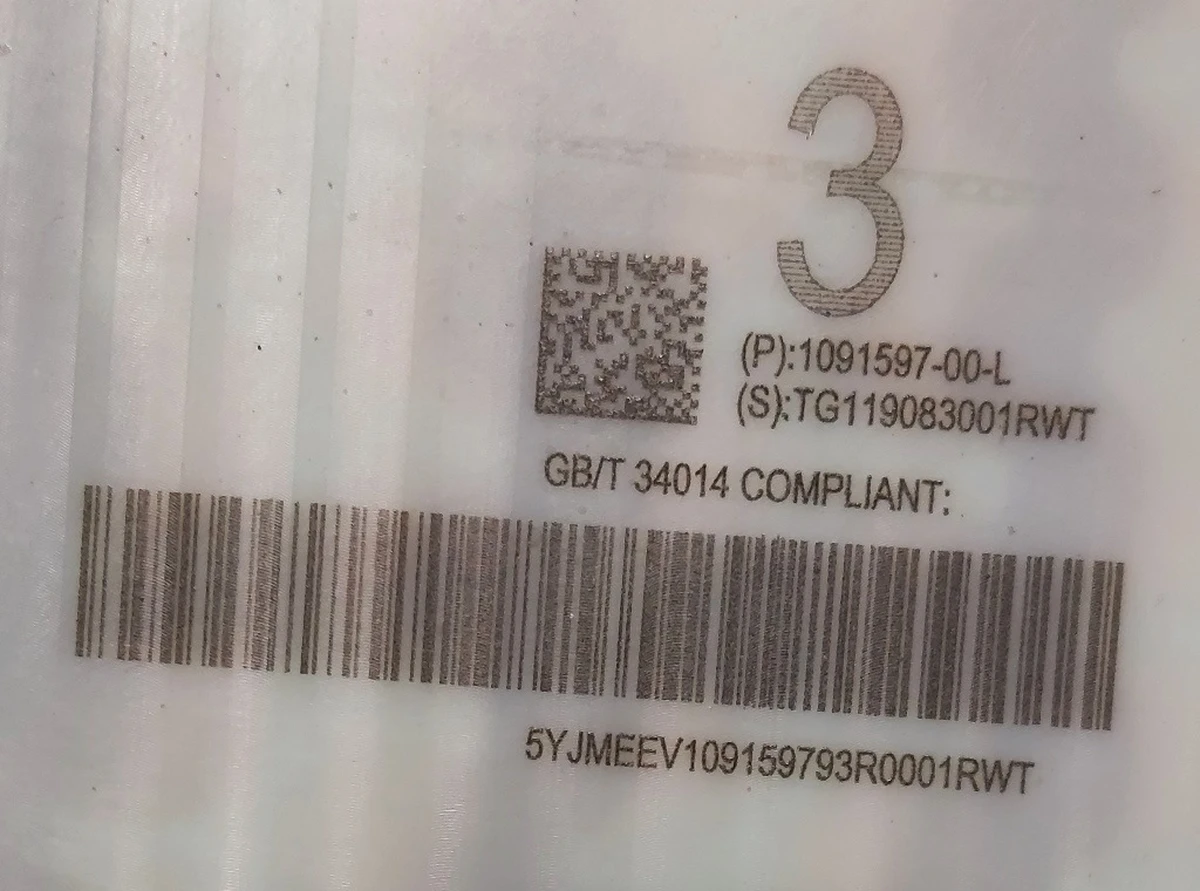 3
(P):1091597-00-L
(S):TG119083001RWT
GB/T 34014 COMPLIANT:
5YJMEEV109159793R0001RWT